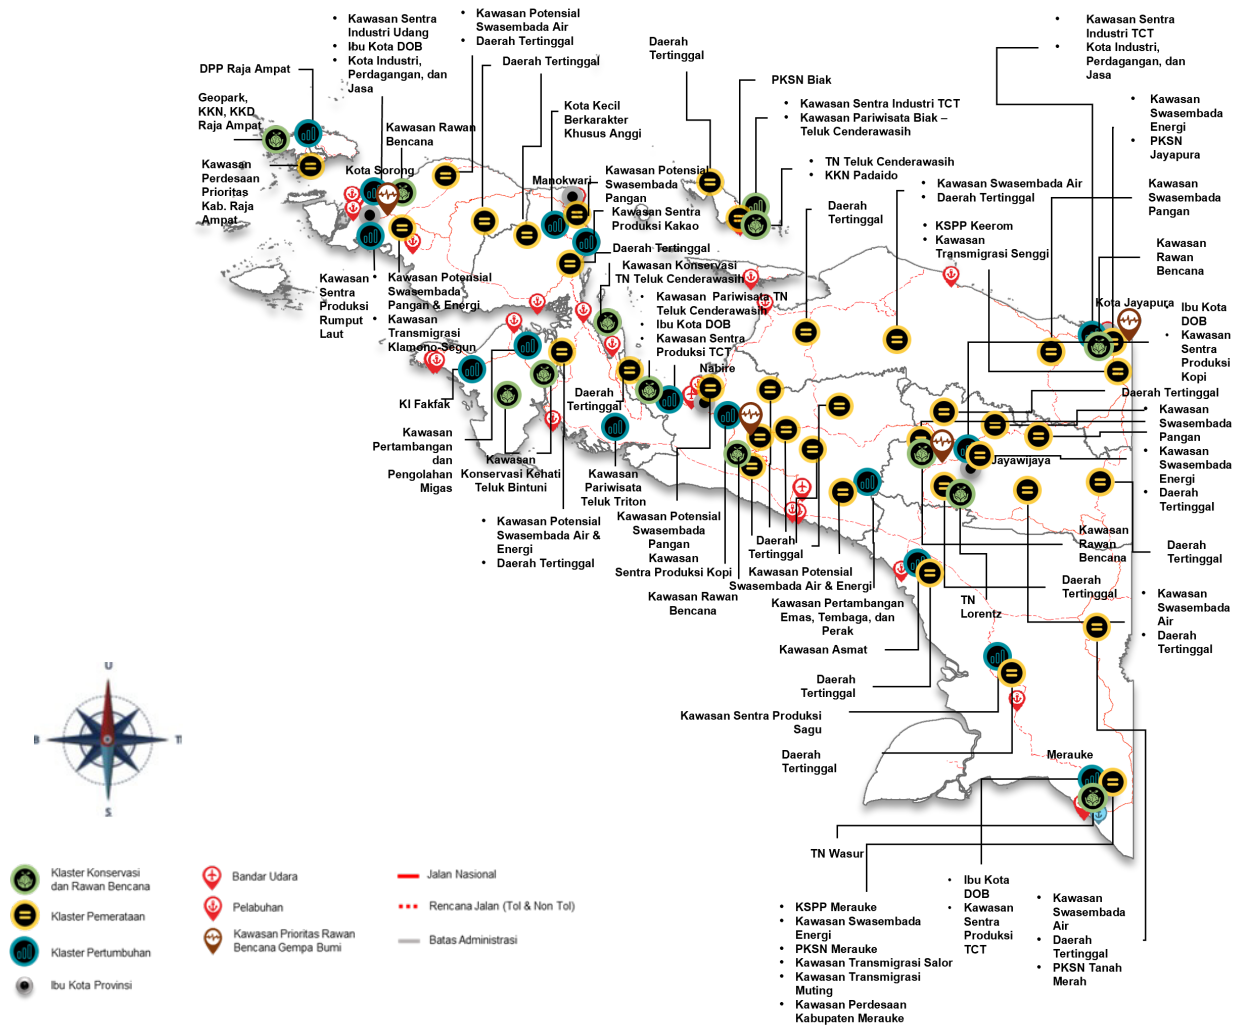 • Kawasan Sentra
Industri Udang
• Ibu Kota DOB
• Kota Industri,
Perdagangan, dan
Jasa
• Kawasan Potensial
Swasembada Air
• Daerah Tertinggal
Daerah Tertinggal
Daerah
Tertinggal
• Kawasan Sentra
Industri TCT
• Kota Industri,
Perdagangan, dan
Jasa
DPP Raja Ampat
Geopark,
KKN, KKD
Raja Ampat
Kawasan
Perdesaan
Prioritas
Kab. Raja
Ampat
Kawasan Rawan
Bencana
Kota Sorong
Kota Kecil
Berkarakter
Khusus Anggi
Manokwari
Kawasan Potensial
Swasembada
Pangan
Kawasan Sentra
Produksi Kakao
Daerah Tertinggal
Kawasan Konservasi
TN Teluk Cenderawasih
PKSN Biak
• Kawasan Sentra Industri TCT
• Kawasan Pariwisata Biak –
Teluk Cenderawasih
• TN Teluk Cenderawasih
• KKN Padaido
Daerah
Tertinggal
• Kawasan Swasembada Air
• Daerah Tertinggal
• KSPP Keerom
• Kawasan
Transmigrasi Senggi
• Kawasan
Swasembada
Energi
• PKSN
Jayapura
Kawasan
Swasembada
Pangan
Kawasan
Rawan
Bencana
Kota Jayapura
• Ibu Kota
DOB
• Kawasan
Sentra
Produksi
Kopi
Daerah Tertinggal
• Kawasan
Swasembada
Pangan
• Kawasan
Swasembada
Energi
• Daerah
Tertinggal
Kawasan
Sentra
Produksi
Rumput
Laut
• Kawasan Potensial
Swasembada
Pangan & Energi
• Kawasan
Transmigrasi
Klamono-Segun
• Kawasan Pariwisata TN
Teluk Cenderawasih
• Ibu Kota DOB
• Kawasan Sentra
Produksi TCT
Nabire
KI Fakfak
Kawasan
Pertambangan
dan
Pengolahan
Migas
Kawasan
Konservasi Kehati
Teluk Bintuni
Daerah
Tertinggal
Kawasan
Pariwisata
Teluk Triton
• Kawasan Potensial
Swasembada Air &
Energi
• Daerah Tertinggal
Kawasan Potensial
Swasembada
Pangan
Kawasan
Sentra Produksi Kopi
Kawasan Rawan
Bencana
Daerah
Tertinggal
Kawasan Potensial
Swasembada Air & Energi
Kawasan Pertambangan
Emas, Tembaga, dan
Perak
Kawasan Asmat
Daerah
Tertinggal
Kawasan Sentra Produksi
Sagu
Daerah
Tertinggal
Jayawijaya
Kawasan
Rawan
Bencana
Daerah
Tertinggal
TN
Lorentz
Daerah
Tertinggal
• Kawasan
Swasembada
Air
• Daerah
Tertinggal
Merauke
TN Wasur
• KSPP Merauke
• Kawasan Swasembada
Energi
• PKSN Merauke
• Kawasan Transmigrasi Salor
• Kawasan Transmigrasi
Muting
• Kawasan Perdesaan
Kabupaten Merauke
• Ibu Kota
DOB
• Kawasan
Sentra
Produksi
TCT
• Kawasan
Swasembada
Air
• Daerah
Tertinggal
• PKSN Tanah
Merah
U
B
T
S
Klaster Konservasi
dan Rawan Bencana
Klaster Pemerataan
Klaster Pertumbuhan
Ibu Kota Provinsi
Bandar Udara
Pelabuhan
Kawasan Prioritas Rawan
Bencana Gempa Bumi
Jalan Nasional
Rencana Jalan (Tol & Non Tol)
Batas Administrasi